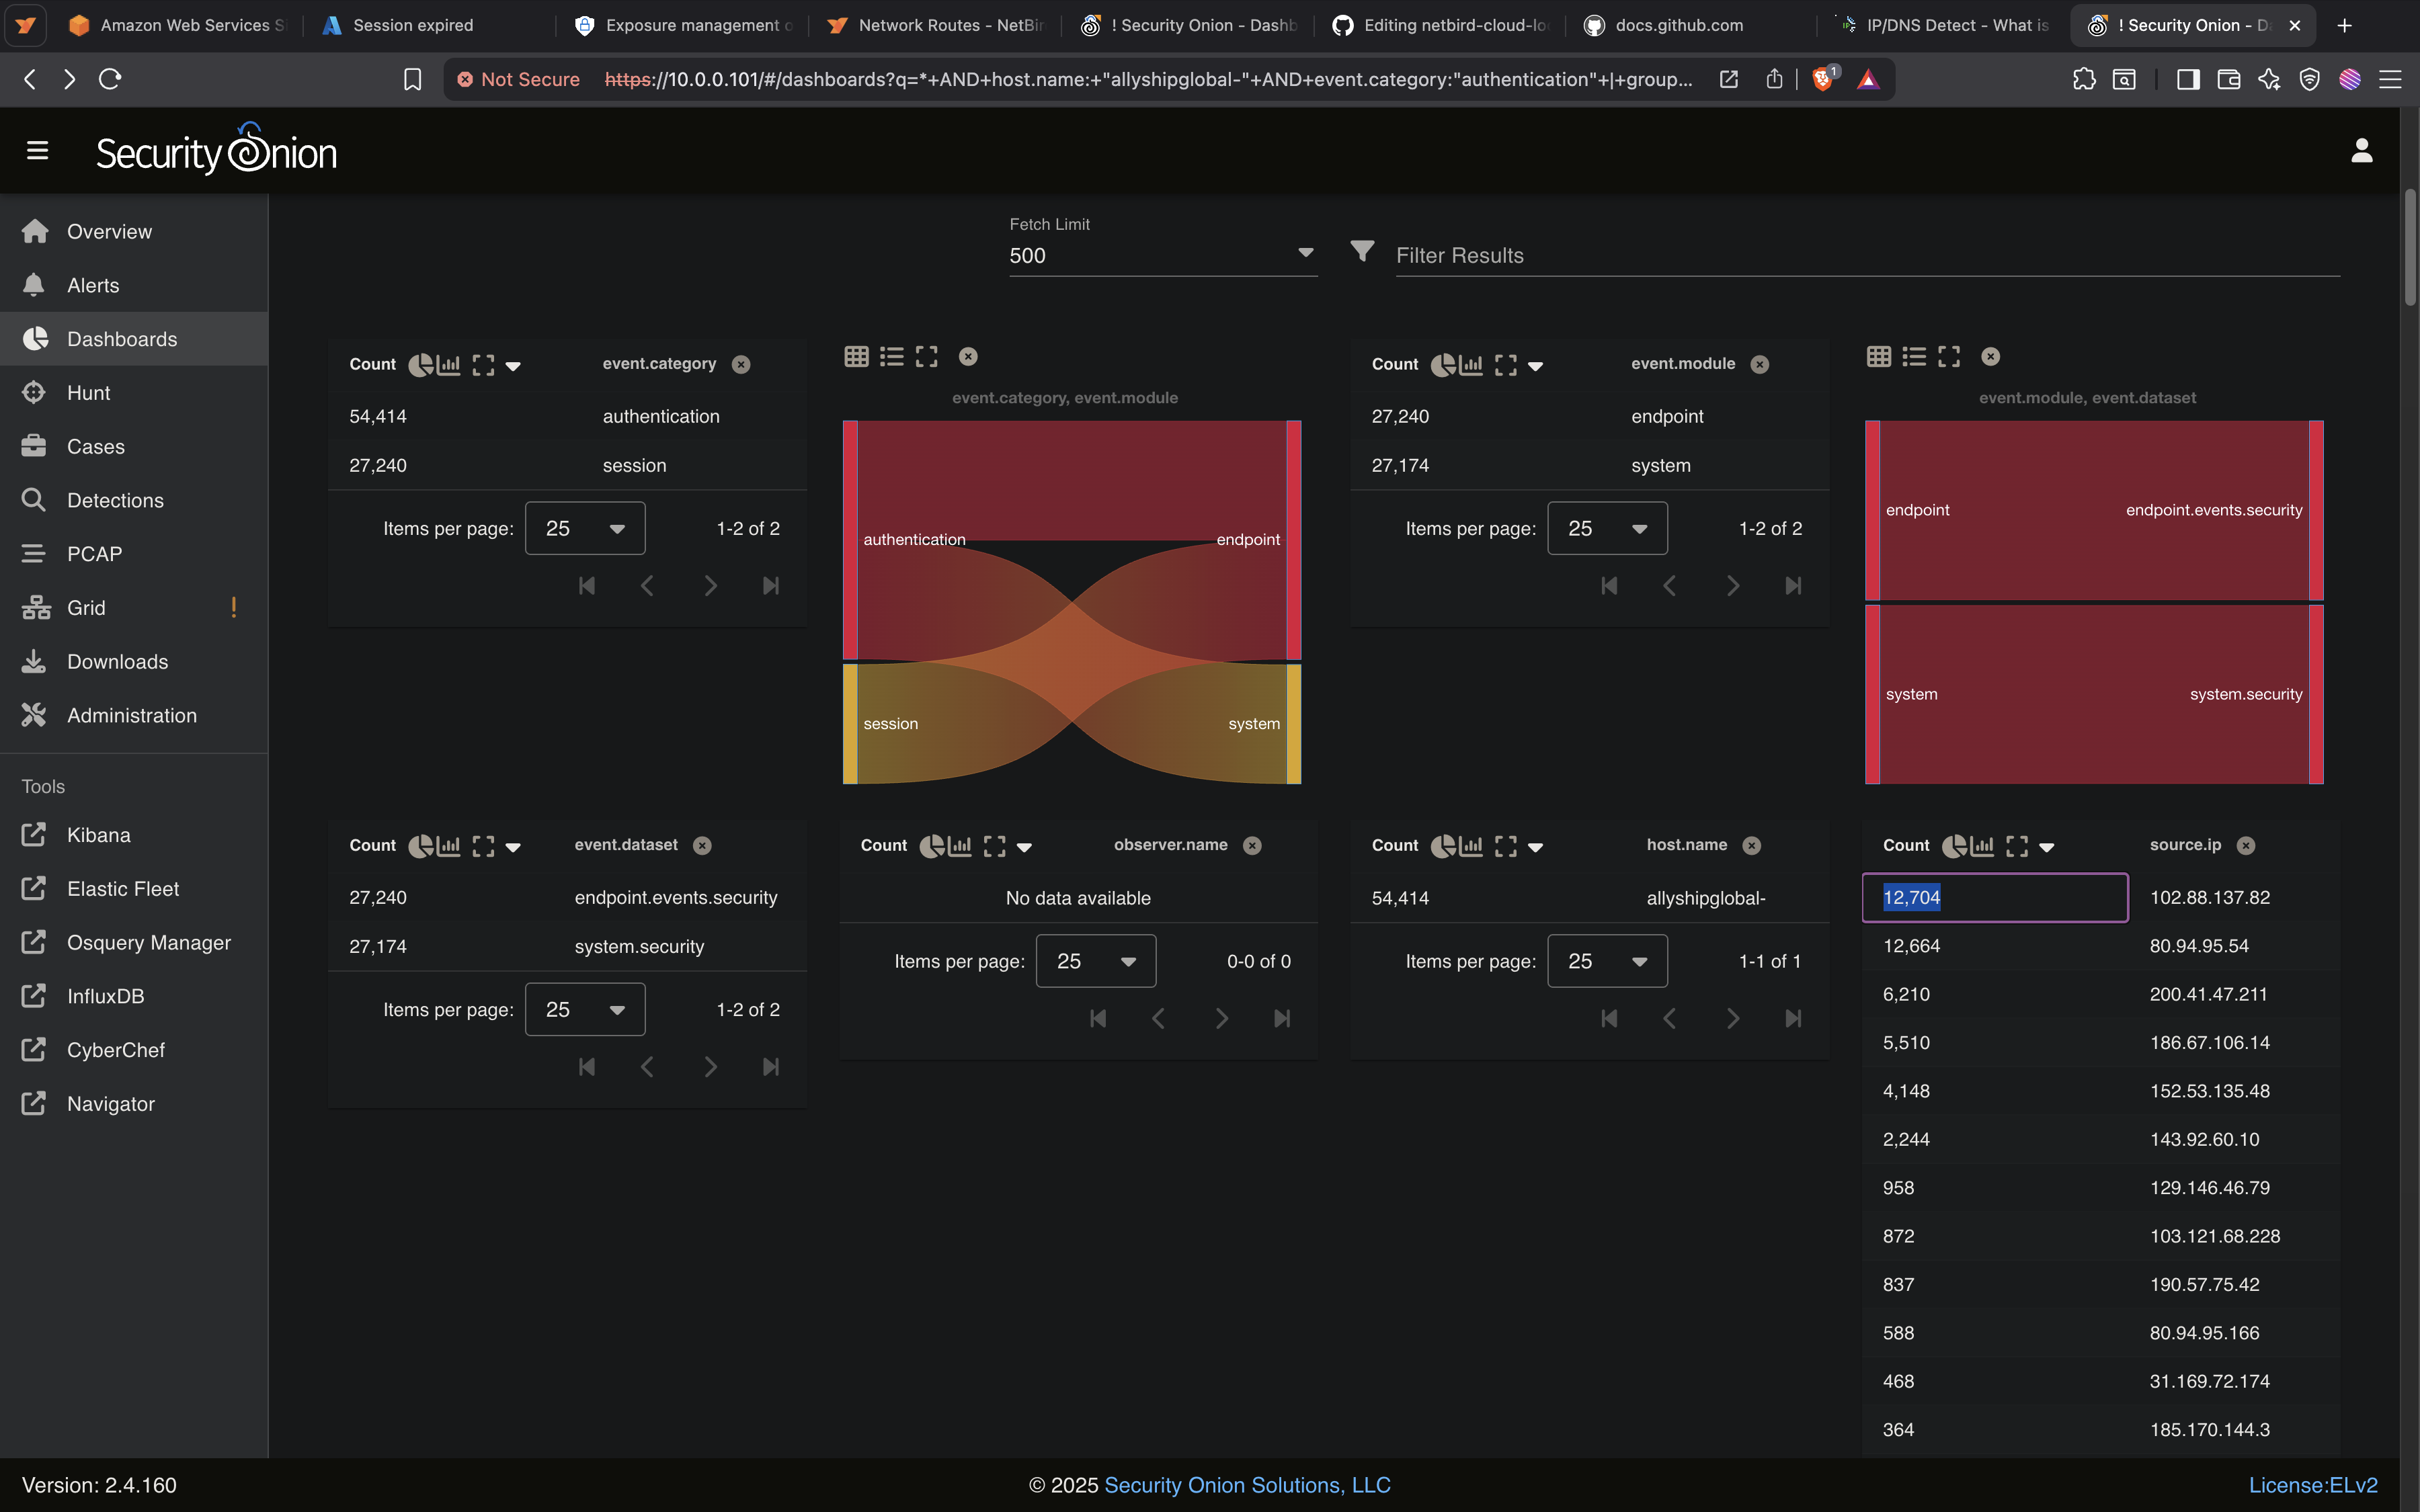 Amazon Web Services Si
Session expired
Exposure management o
Network Routes - NetBir
! Security Onion - Dashb
Editing netbird-cloud-lo
docs.github.com
IP/DNS Detect - What is
! Security Onion - Da
Not Secure
https://10.0.0.101/#/dashboards?q=*+AND+host.name:+"allyshipglobal-"+AND+event.category:"authentication"+|+group...
1
Security Onion
Overview
Alerts
Dashboards
Hunt
Cases
Detections
PCAP
Grid !
Downloads
Administration
Tools
Kibana
Elastic Fleet
Osquery Manager
InfluxDB
CyberChef
Navigator
Fetch Limit
500
Filter Results
Count event.category
54,414 authentication
27,240 session
Items per page: 25 1-2 of 2
event.category, event.module
authentication
endpoint
session
system
Count event.module
27,240 endpoint
27,174 system
Items per page: 25 1-2 of 2
event.module, event.dataset
endpoint
endpoint.events.security
system
system.security
Count event.dataset
27,240 endpoint.events.security
27,174 system.security
Items per page: 25 1-2 of 2
Count observer.name
No data available
Items per page: 25 0-0 of 0
Count host.name
54,414 allyshipglobal-
Items per page: 25 1-1 of 1
Count source.ip
12,704 102.88.137.82
12,664 80.94.95.54
6,210 200.41.47.211
5,510 186.67.106.14
4,148 152.53.135.48
2,244 143.92.60.10
958 129.146.46.79
872 103.121.68.228
837 190.57.75.42
588 80.94.95.166
468 31.169.72.174
364 185.170.144.3
Version: 2.4.160
© 2025 Security Onion Solutions, LLC
License:ELv2